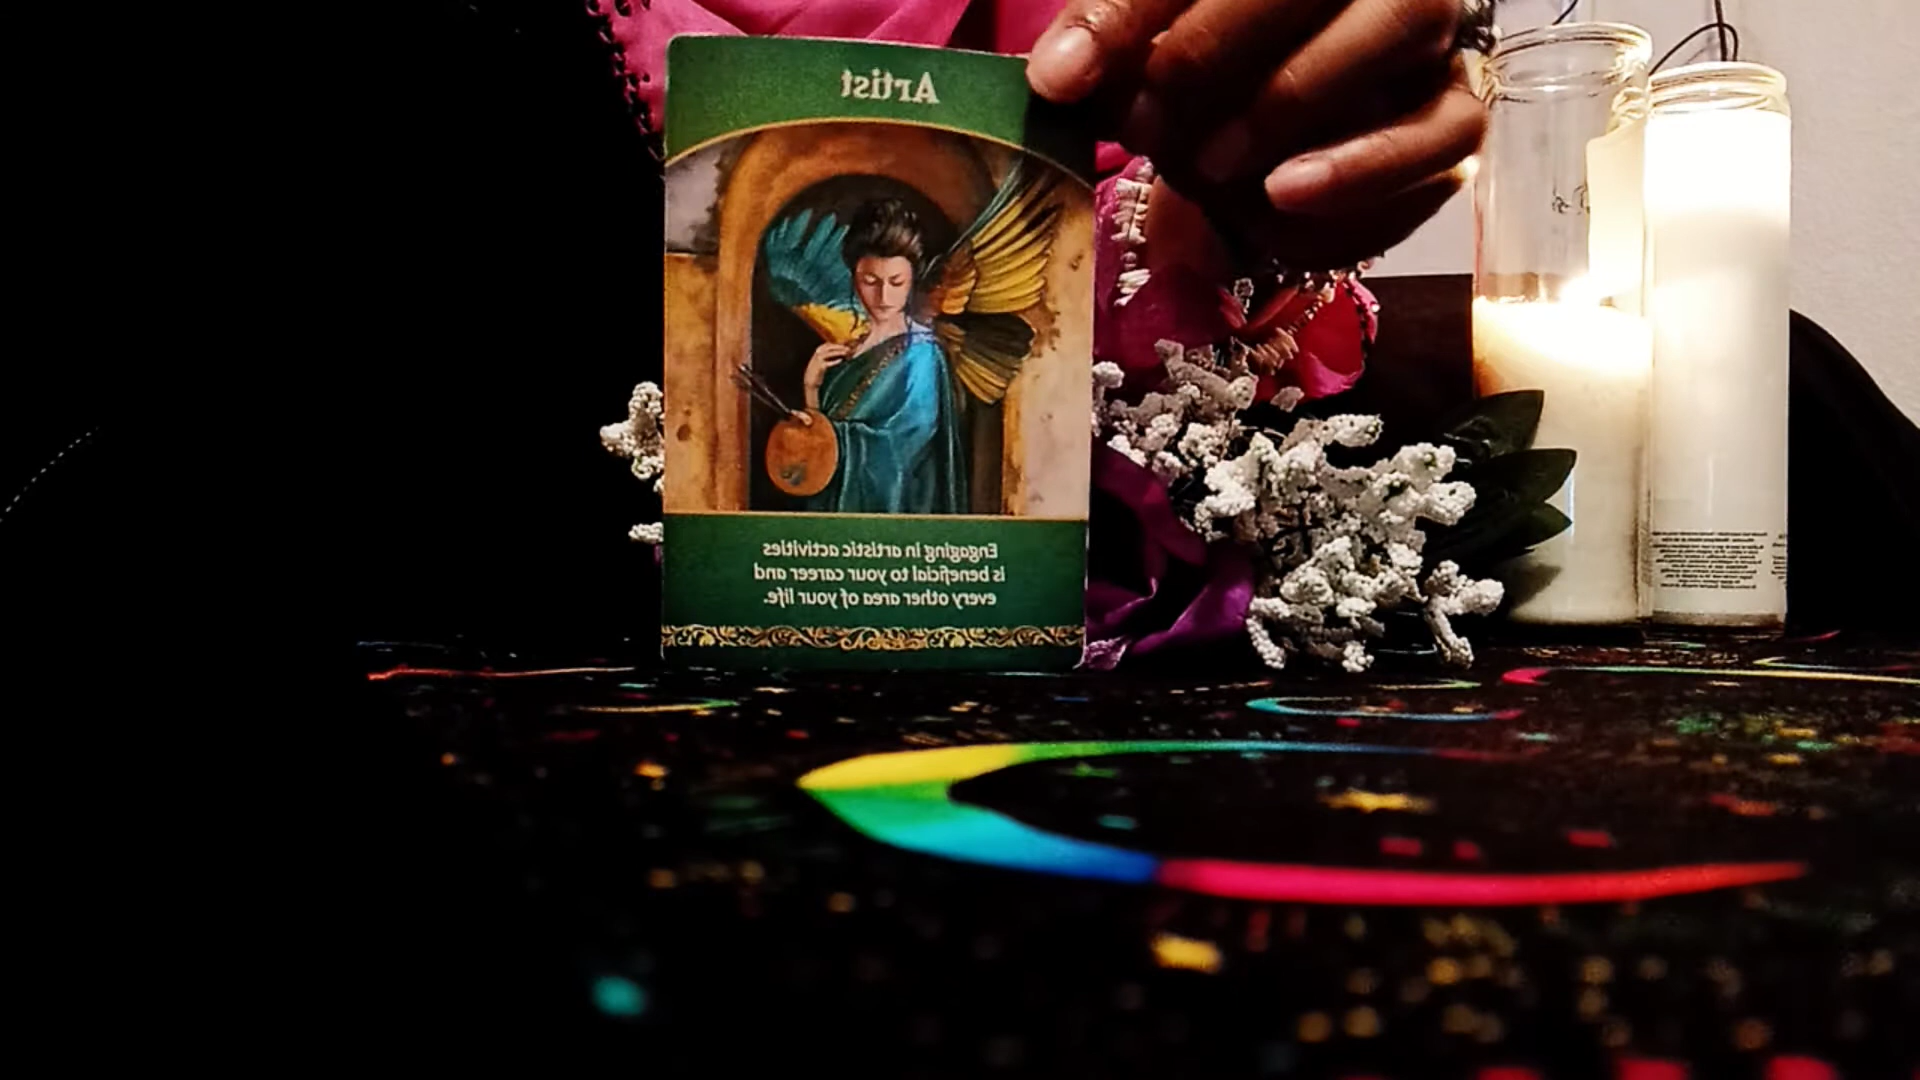 Artist
Engaging in artistic activities
is beneficial to your career and
every other area of your life.